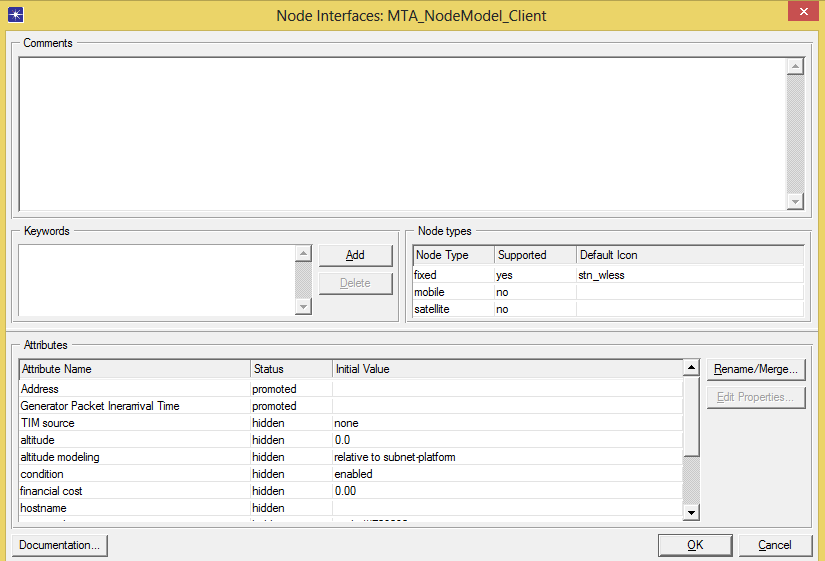 Node Interfaces: MTA_NodeModel_Client
Comments
Keywords
Add
Delete
Node types
Node Type Supported Default Icon
fixed yes stn_wless
mobile no
satellite no
Attributes
Attribute Name Status Initial Value
Address promoted
Generator Packet Inerarrival Time promoted
TIM source hidden none
altitude hidden 0.0
altitude modeling hidden relative to subnet-platform
condition hidden enabled
financial cost hidden 0.00
hostname hidden
Rename/Merge...
Edit Properties...
Documentation...
OK
Cancel